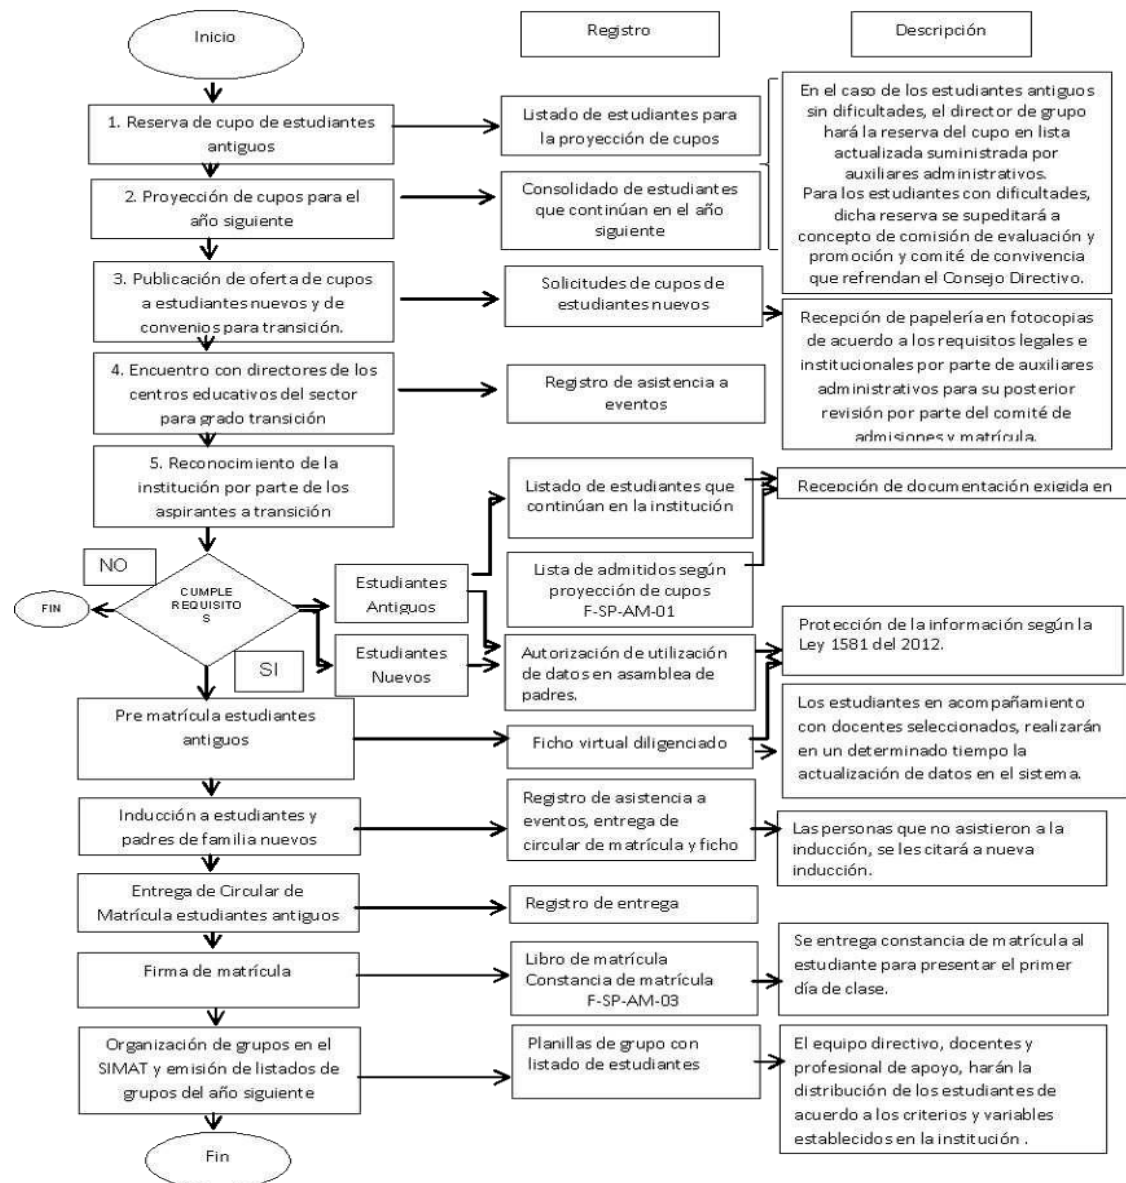 Inicio
Registro
Descripción
1. Reserva de cupo de estudiantes
antiguos
Listado de estudiantes para
la proyección de cupos
En el caso de los estudiantes antiguos
sin dificultades, el director de grupo
hará la reserva del cupo en lista
actualizada suministrada por
auxiliares administrativos.
Para los estudiantes con dificultades,
dicha reserva se supeditará a
concepto de comisión de evaluación y
promoción y comité de convivencia
que refrendan el Consejo Directivo.
2. Proyección de cupos para el
año siguiente
Consolidado de estudiantes
que continúan en el año
siguiente
3. Publicación de oferta de cupos
a estudiantes nuevos y de
convenios para transición.
Solicitudes de cupos de
estudiantes nuevos
Recepción de papelería en fotocopias
de acuerdo a los requisitos legales e
institucionales por parte de auxiliares
administrativos para su posterior
revisión por parte del comité de
admisiones y matrícula.
4. Encuentro con directores de los
centros educativos del sector
para grado transición
Registro de asistencia a
eventos
5. Reconocimiento de la
institución por parte de los
aspirantes a transición
Listado de estudiantes que
continúan en la institución
Recepción de documentación exigida en
NO
FIN
CUMPLE
REQUISITO
S
SI
Estudiantes
Antiguos
Lista de admitidos según
proyección de cupos
F-SP-AM-01
Estudiantes
Nuevos
Autorización de utilización
de datos en asamblea de
padres.
Protección de la información según la
Ley 1581 del 2012.
Pre matrícula estudiantes
antiguos
Ficho virtual diligenciado
Los estudiantes en acompañamiento
con docentes seleccionados, realizarán
en un determinado tiempo la
actualización de datos en el sistema.
Inducción a estudiantes y
padres de familia nuevos
Registro de asistencia a
eventos, entrega de
circular de matrícula y ficho
Las personas que no asistieron a la
inducción, se les citará a nueva
inducción.
Entrega de Circular de
Matrícula estudiantes antiguos
Registro de entrega
Firma de matrícula
Libro de matrícula
Constancia de matrícula
F-SP-AM-03
Se entrega constancia de matrícula al
estudiante para presentar el primer
día de clase.
Organización de grupos en el
SIMAT y emisión de listados de
grupos del año siguiente
Planillas de grupo con
listado de estudiantes
El equipo directivo, docentes y
profesional de apoyo, harán la
distribución de los estudiantes de
acuerdo a los criterios y variables
establecidos en la institución .
Fin